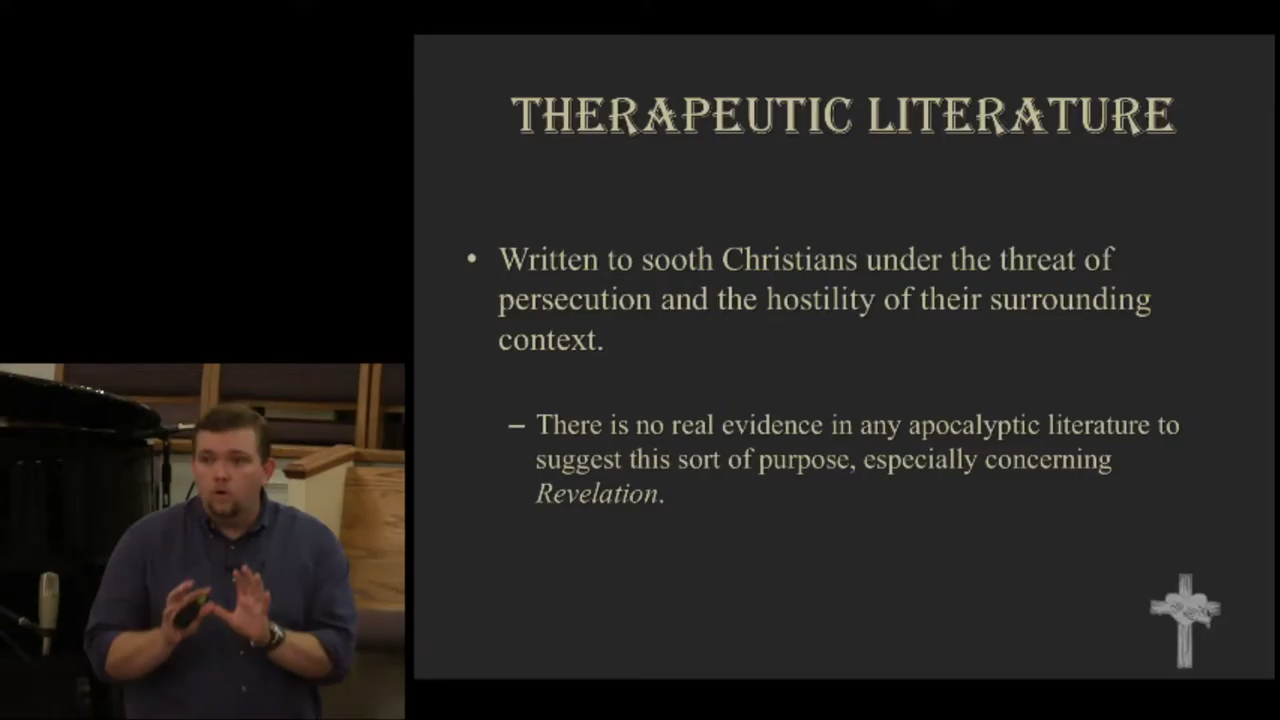 THERAPEUTIC LITERATURE
• Written to sooth Christians under the threat of
persecution and the hostility of their surrounding
context.
– There is no real evidence in any apocalyptic literature to
suggest this sort of purpose, especially concerning
Revelation.